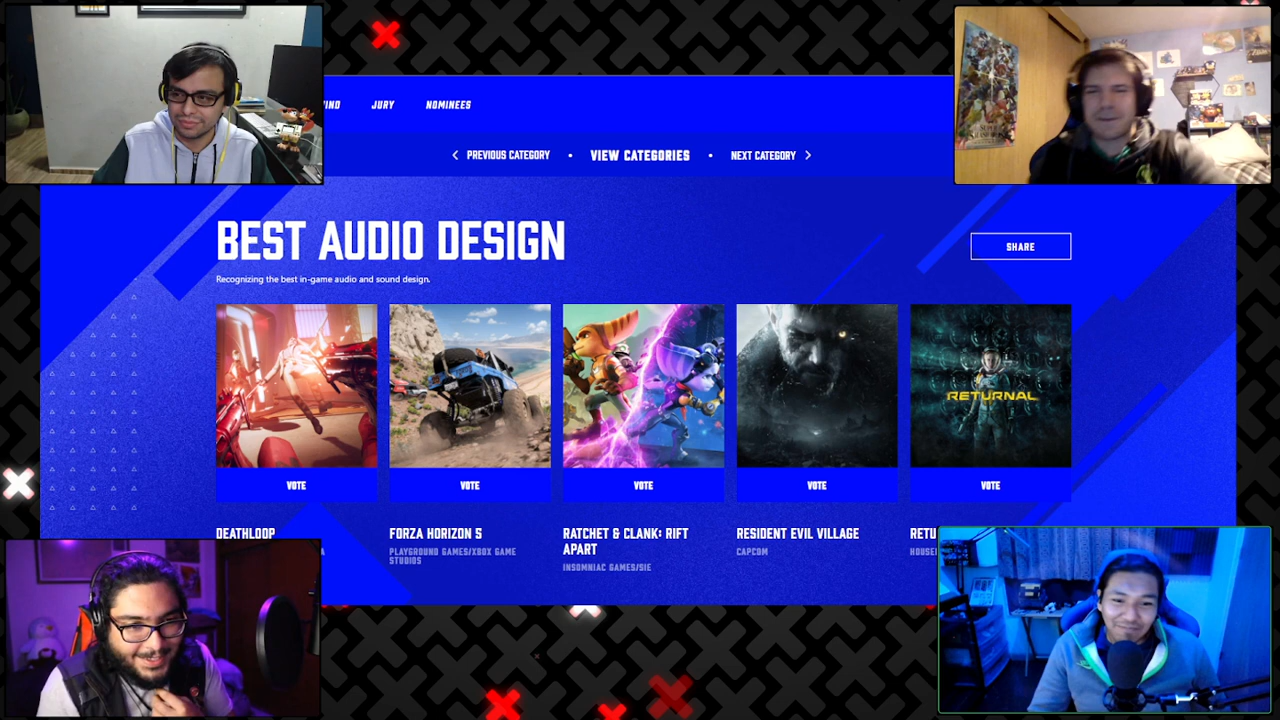 JURY
NOMINEES
PREVIOUS CATEGORY
VIEW CATEGORIES
NEXT CATEGORY
BEST AUDIO DESIGN
SHARE
Recognizing the best in-game audio and sound design.
RETURNAL
VOTE
VOTE
VOTE
VOTE
VOTE
DEATHLOOP
FORZA HORIZON 5
RATCHET & CLANK: RIFT
APART
RESIDENT EVIL VILLAGE
RETU
PLAYGROUND GAMES/XBOX GAME
STUDIOS
INSOMNIAC GAMES/SIE
CAPCOM